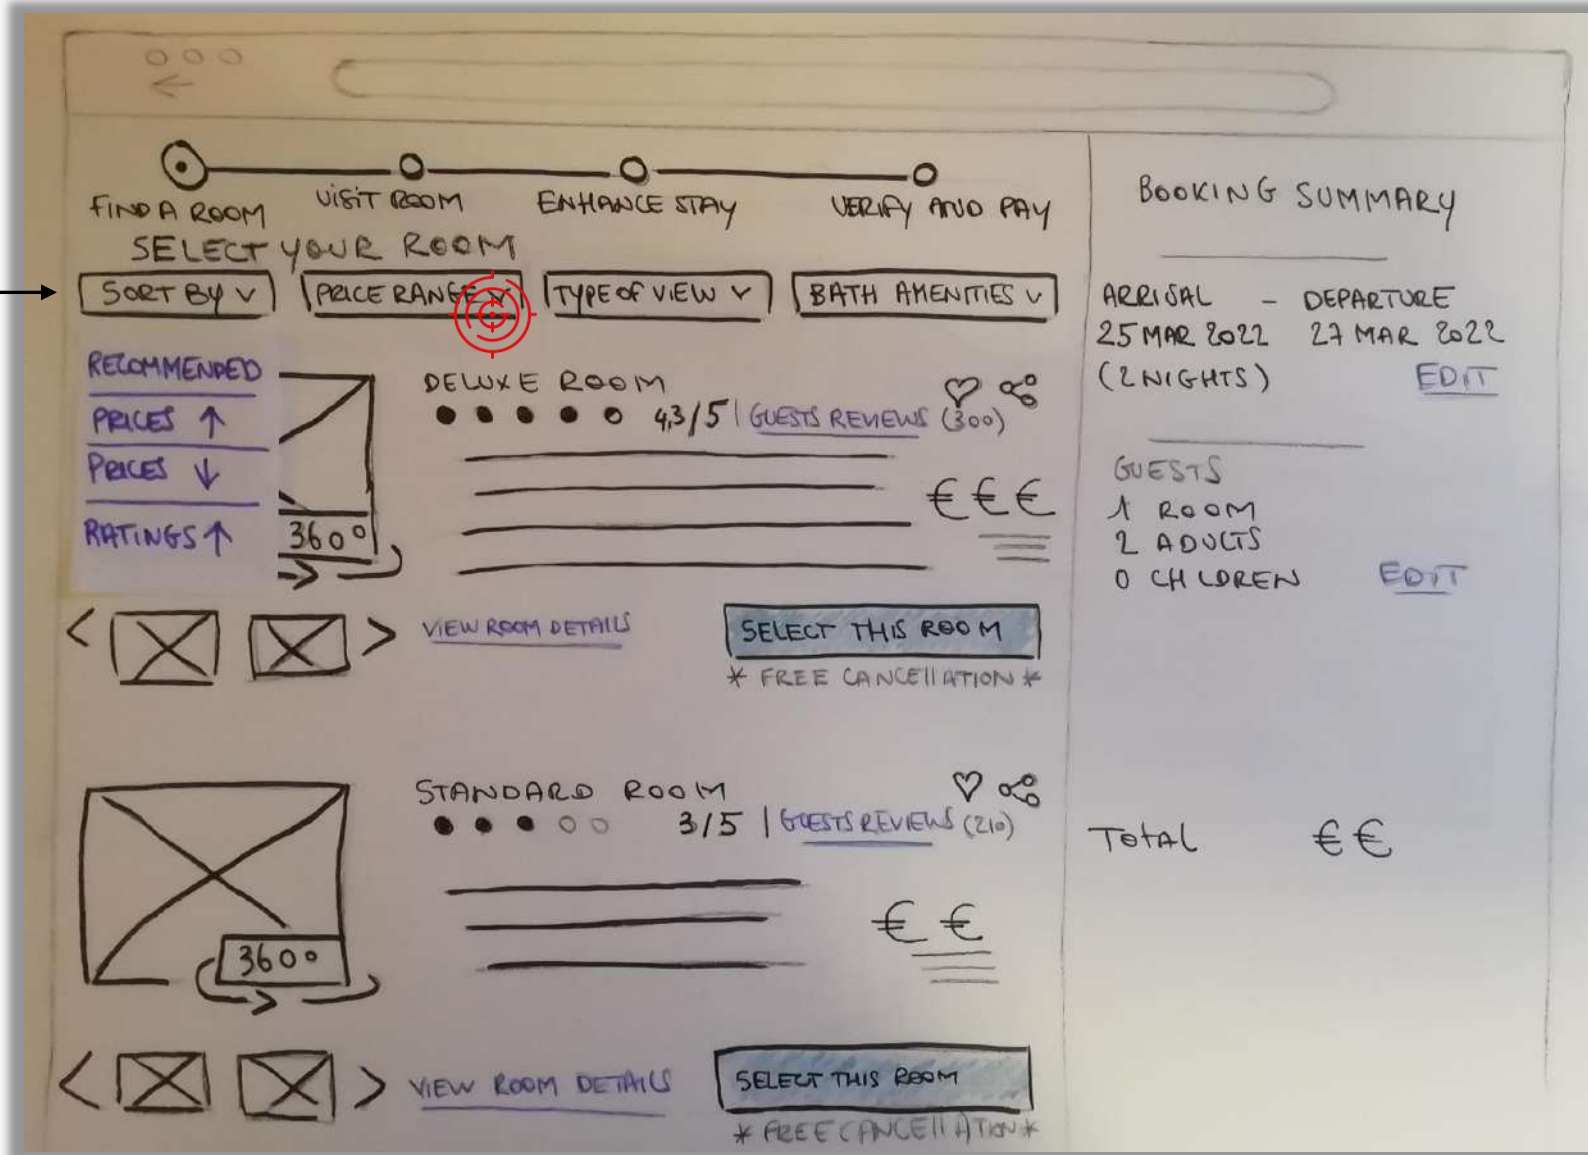 FIND A ROOM
VISIT ROOM
ENHANCE STAY
VERIFY AND PAY
SELECT YOUR ROOM
SORT BY
PRICE RANGE
TYPE OF VIEW
BATH AMENITIES
RECOMMENDED
PRICES ↑
PRICES ↓
RATINGS ↑
DELUXE ROOM
4,3/5 | GUESTS REVIEWS (300)
€€€
360°
VIEW ROOM DETAILS
SELECT THIS ROOM
* FREE CANCELLATION *
STANDARD ROOM
3/5 | GUESTS REVIEWS (210)
€€
360°
VIEW ROOM DETAILS
SELECT THIS ROOM
* FREE CANCELLATION *
BOOKING SUMMARY
ARRIVAL - DEPARTURE
25 MAR 2022 27 MAR 2022
(2 NIGHTS) EDIT
GUESTS
1 ROOM
2 ADULTS
0 CHLDREN EDIT
TOTAL €€